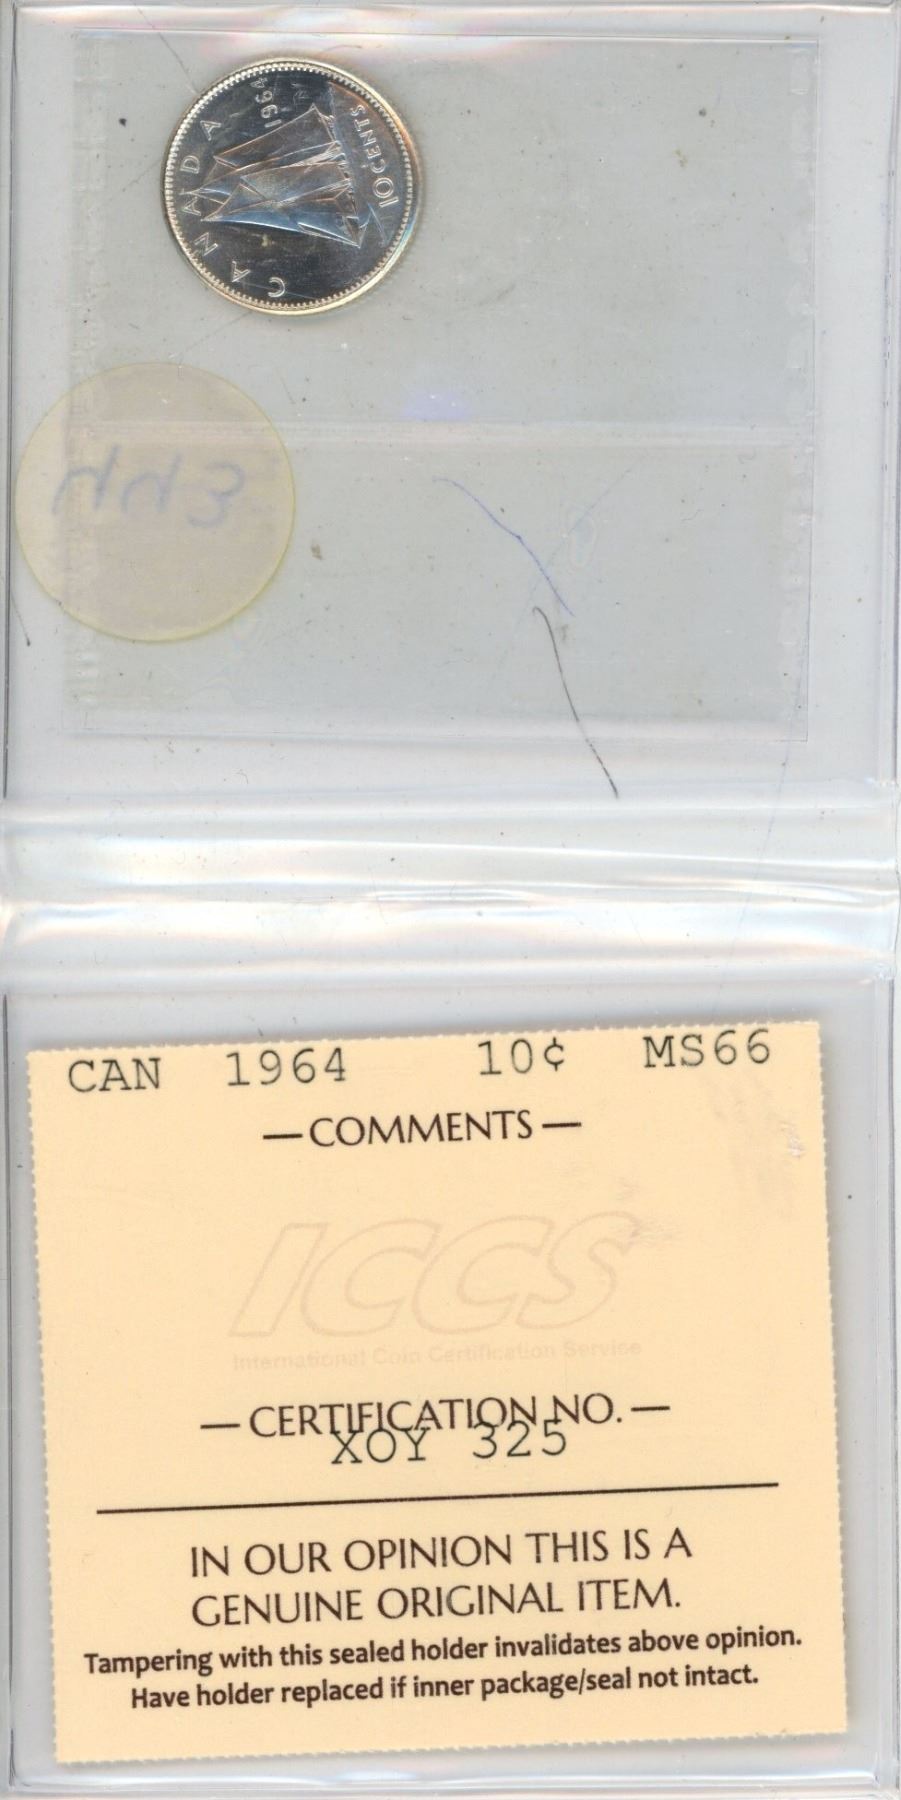 CANADA
1964
10 CENTS
CAN 1964 10¢ MS66
—COMMENTS—
ICCS
International Coin Certification Service
—CERTIFICATION NO.—
XOY 325
IN OUR OPINION THIS IS A
GENUINE ORIGINAL ITEM.
Tampering with this sealed holder invalidates above opinion.
Have holder replaced if inner package/seal not intact.